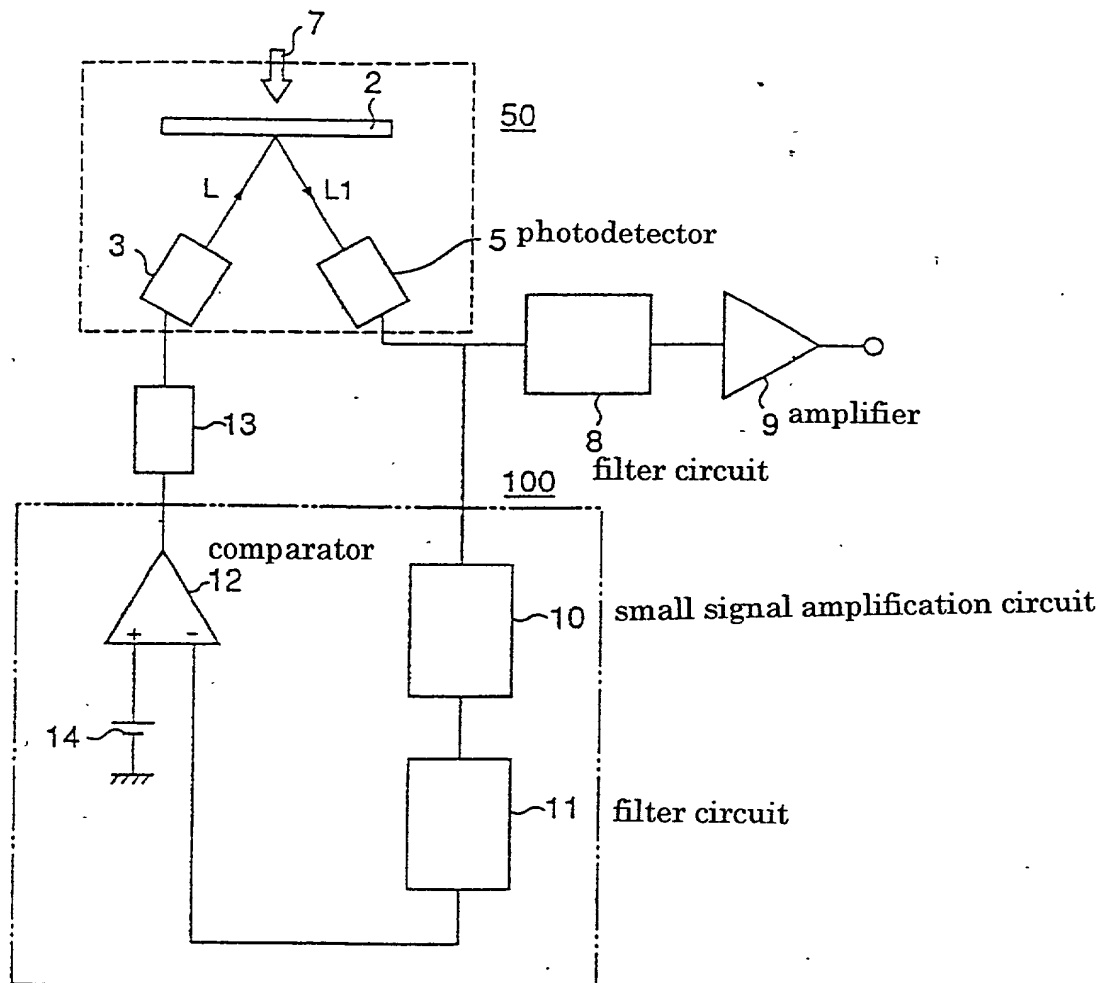 7
2
50
L
L1
3
5 photodetector
13
8
9 amplifier
filter circuit
100
comparator
12
10
small signal amplification circuit
+ -
14
11
filter circuit